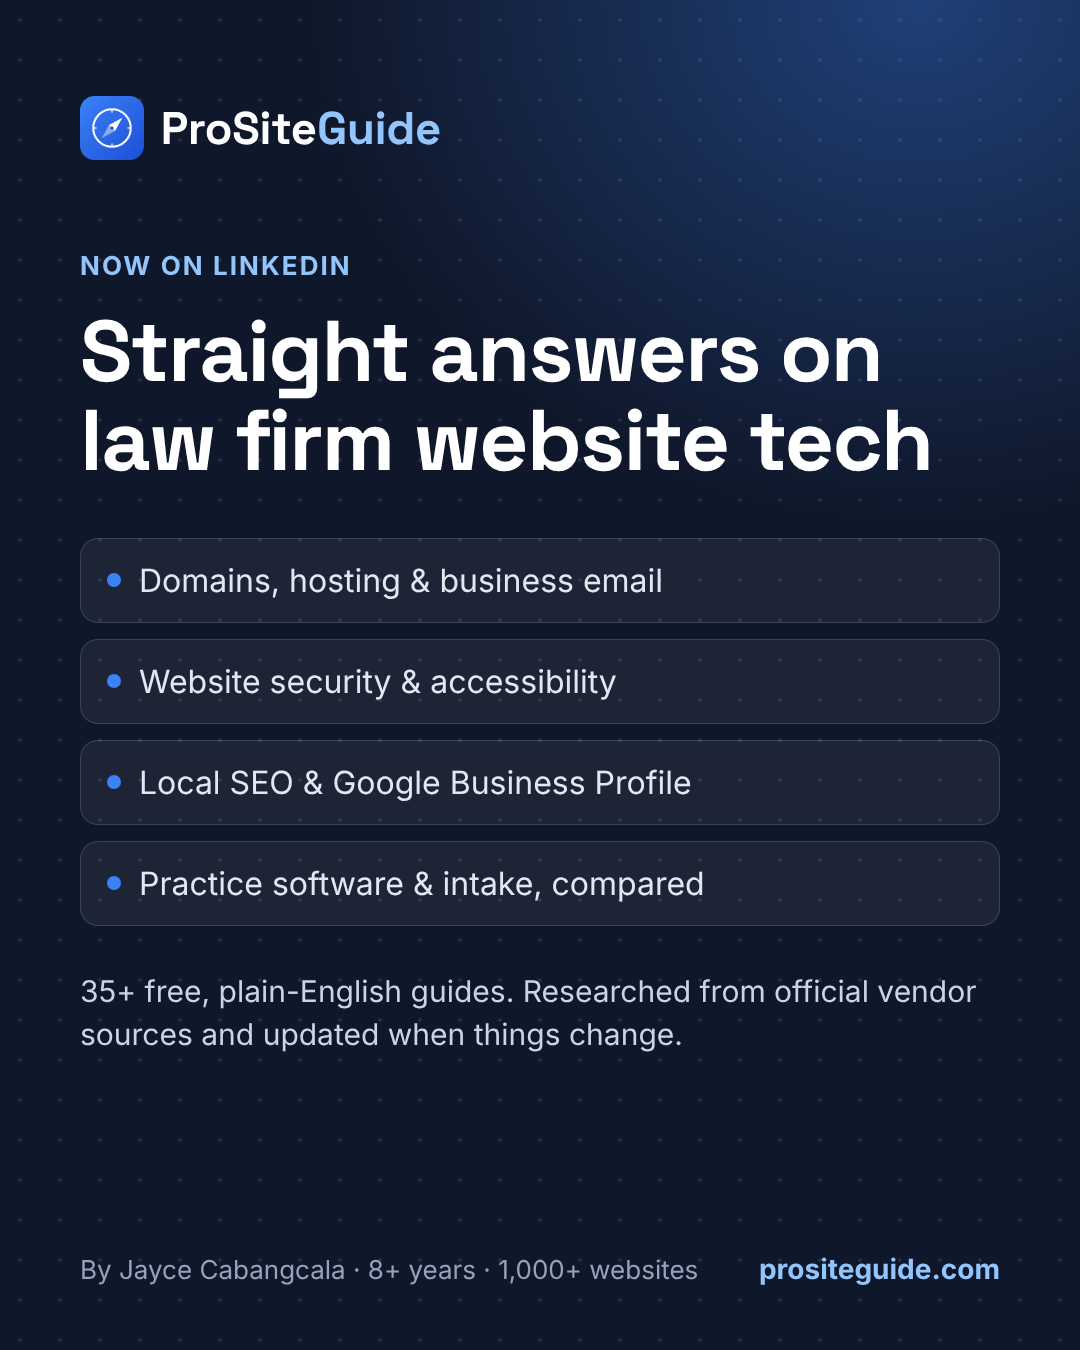 ProSiteGuide
NOW ON LINKEDIN
Straight answers on
law firm website tech
Domains, hosting & business email
Website security & accessibility
Local SEO & Google Business Profile
Practice software & intake, compared
35+ free, plain-English guides. Researched from official vendor
sources and updated when things change.
By Jayce Cabangcala · 8+ years · 1,000+ websites
prositeguide.com